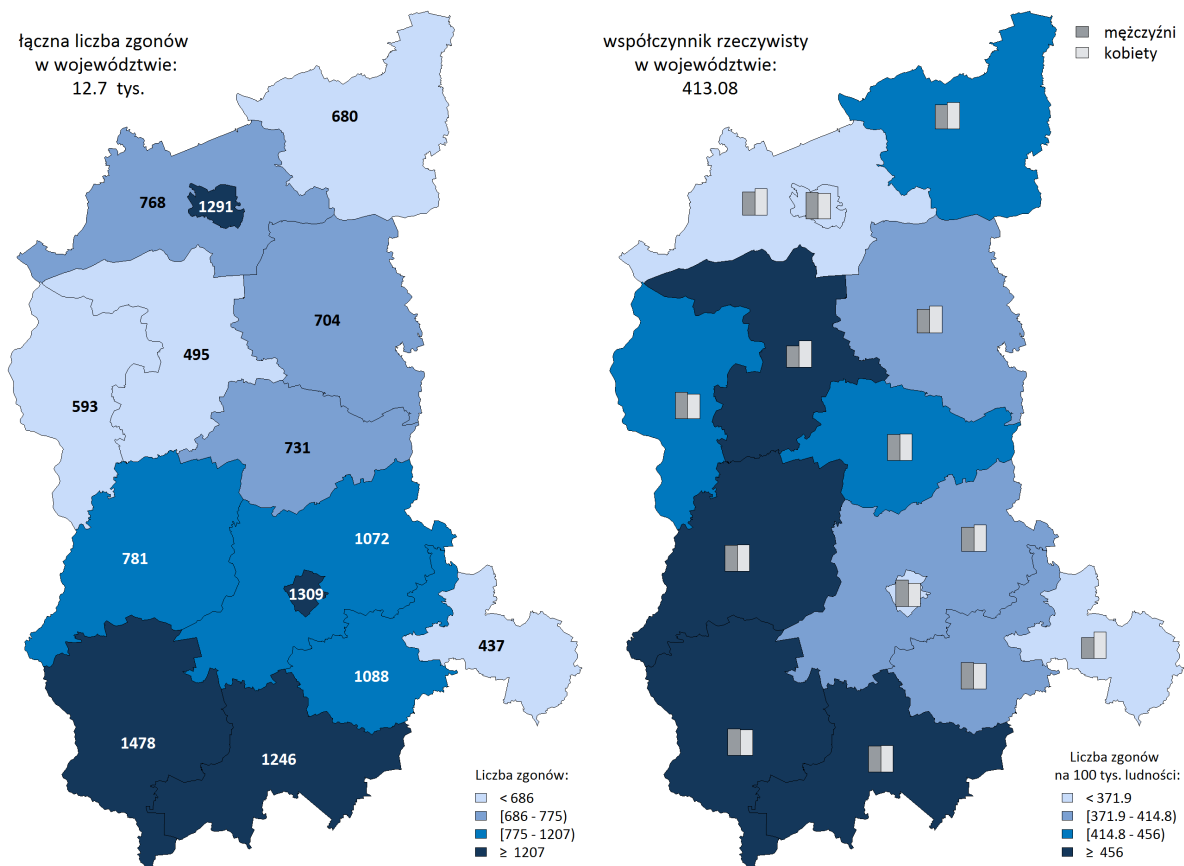 łączna liczba zgonów
w województwie:
12.7 tys.
680
768
1291
704
495
593
731
1072
781
1309
437
1088
1478
1246
Liczba zgonów:
< 686
[686 - 775)
[775 - 1207)
≥ 1207
współczynnik rzeczywisty
w województwie:
413.08
mężczyźni
kobiety
Liczba zgonów
na 100 tys. ludności:
< 371.9
[371.9 - 414.8)
[414.8 - 456)
≥ 456